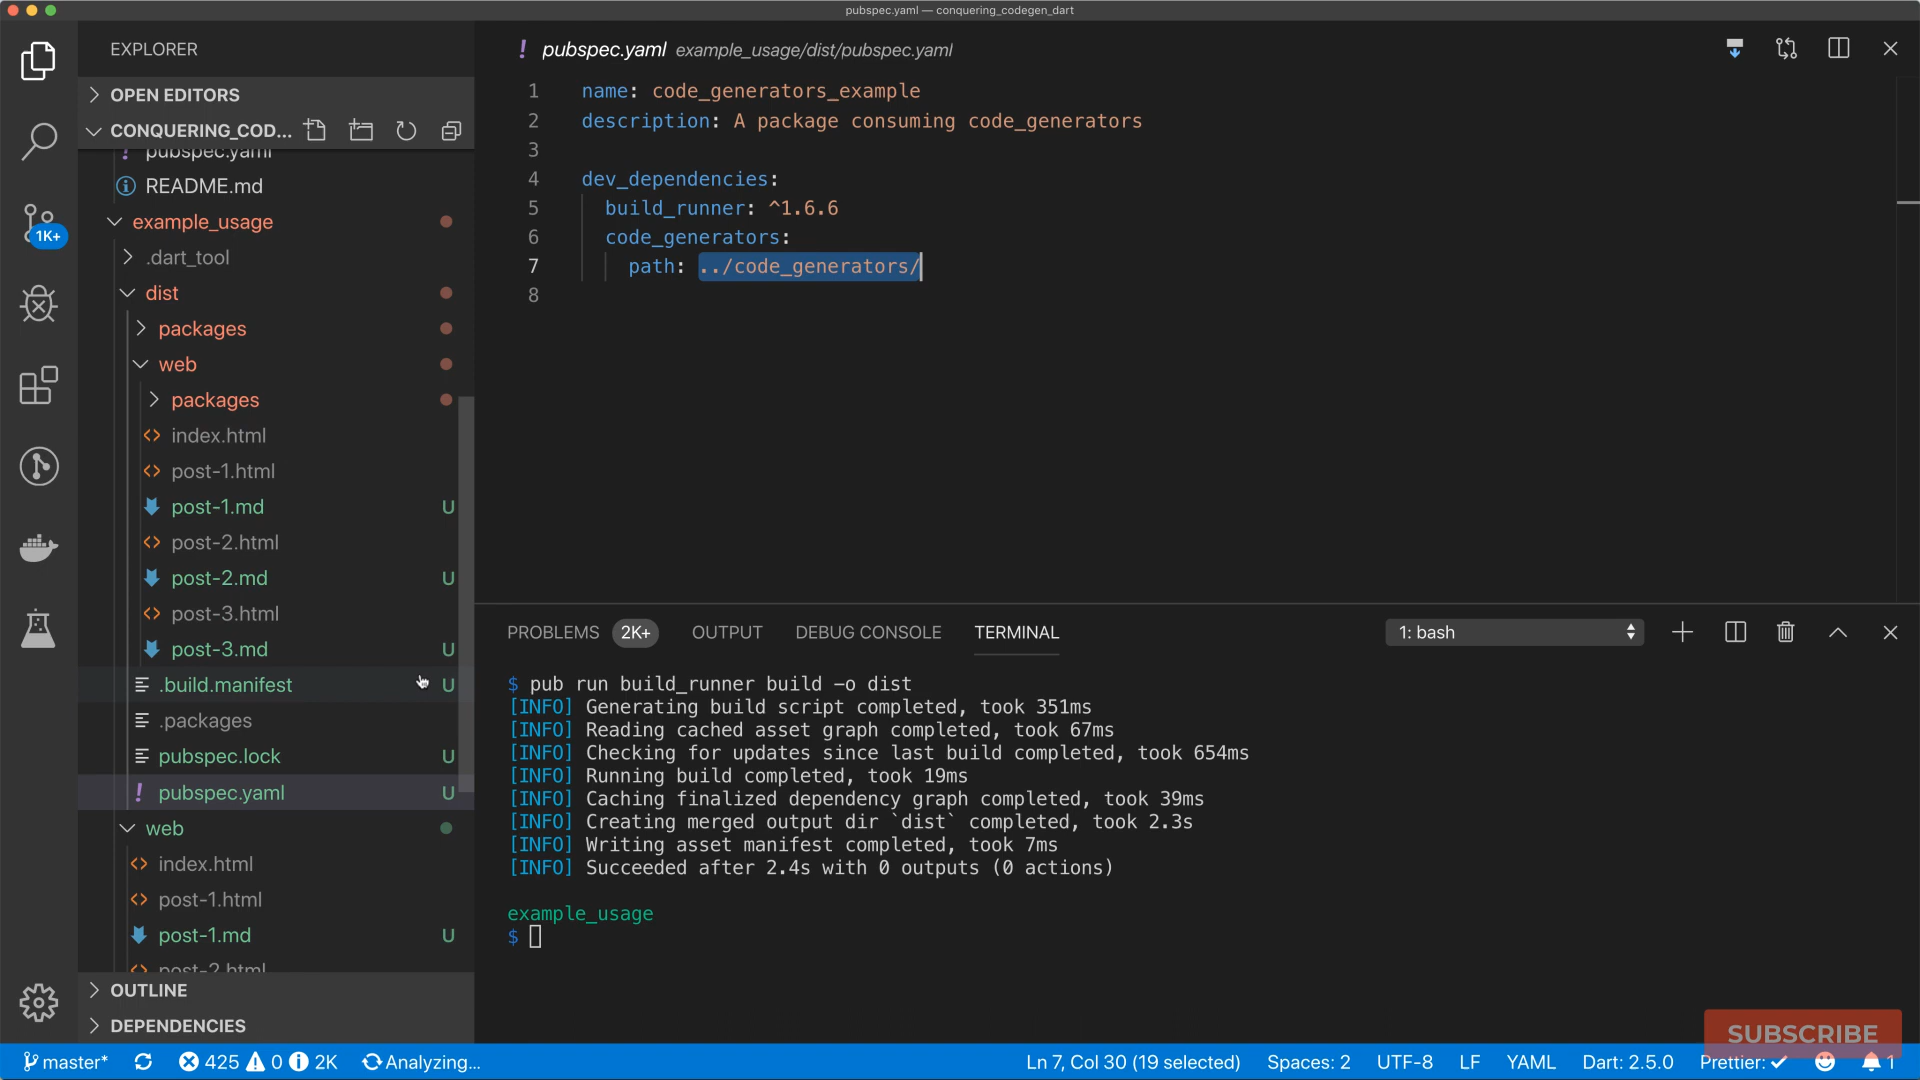 pubspec.yaml — conquering_codegen_dart
EXPLORER
OPEN EDITORS
CONQUERING_COD...
pubspec.yaml
README.md
example_usage
.dart_tool
dist
packages
web
packages
index.html
post-1.html
post-1.md U
post-2.html
post-2.md U
post-3.html
post-3.md U
.build.manifest U
.packages
pubspec.lock U
! pubspec.yaml U
web
index.html
post-1.html
post-1.md U
post-2.html
OUTLINE
DEPENDENCIES
1K+
! pubspec.yaml example_usage/dist/pubspec.yaml
1 name: code_generators_example
2 description: A package consuming code_generators
3
4 dev_dependencies:
5 build_runner: ^1.6.6
6 code_generators:
7 path: ../code_generators/
8
PROBLEMS 2K+ OUTPUT DEBUG CONSOLE TERMINAL 1: bash
$ pub run build_runner build -o dist
[INFO] Generating build script completed, took 351ms
[INFO] Reading cached asset graph completed, took 67ms
[INFO] Checking for updates since last build completed, took 654ms
[INFO] Running build completed, took 19ms
[INFO] Caching finalized dependency graph completed, took 39ms
[INFO] Creating merged output dir `dist` completed, took 2.3s
[INFO] Writing asset manifest completed, took 7ms
[INFO] Succeeded after 2.4s with 0 outputs (0 actions)
example_usage
$
SUBSCRIBE
master* 425 0 2K Analyzing... Ln 7, Col 30 (19 selected) Spaces: 2 UTF-8 LF YAML Dart: 2.5.0 Prettier: ✓ 1